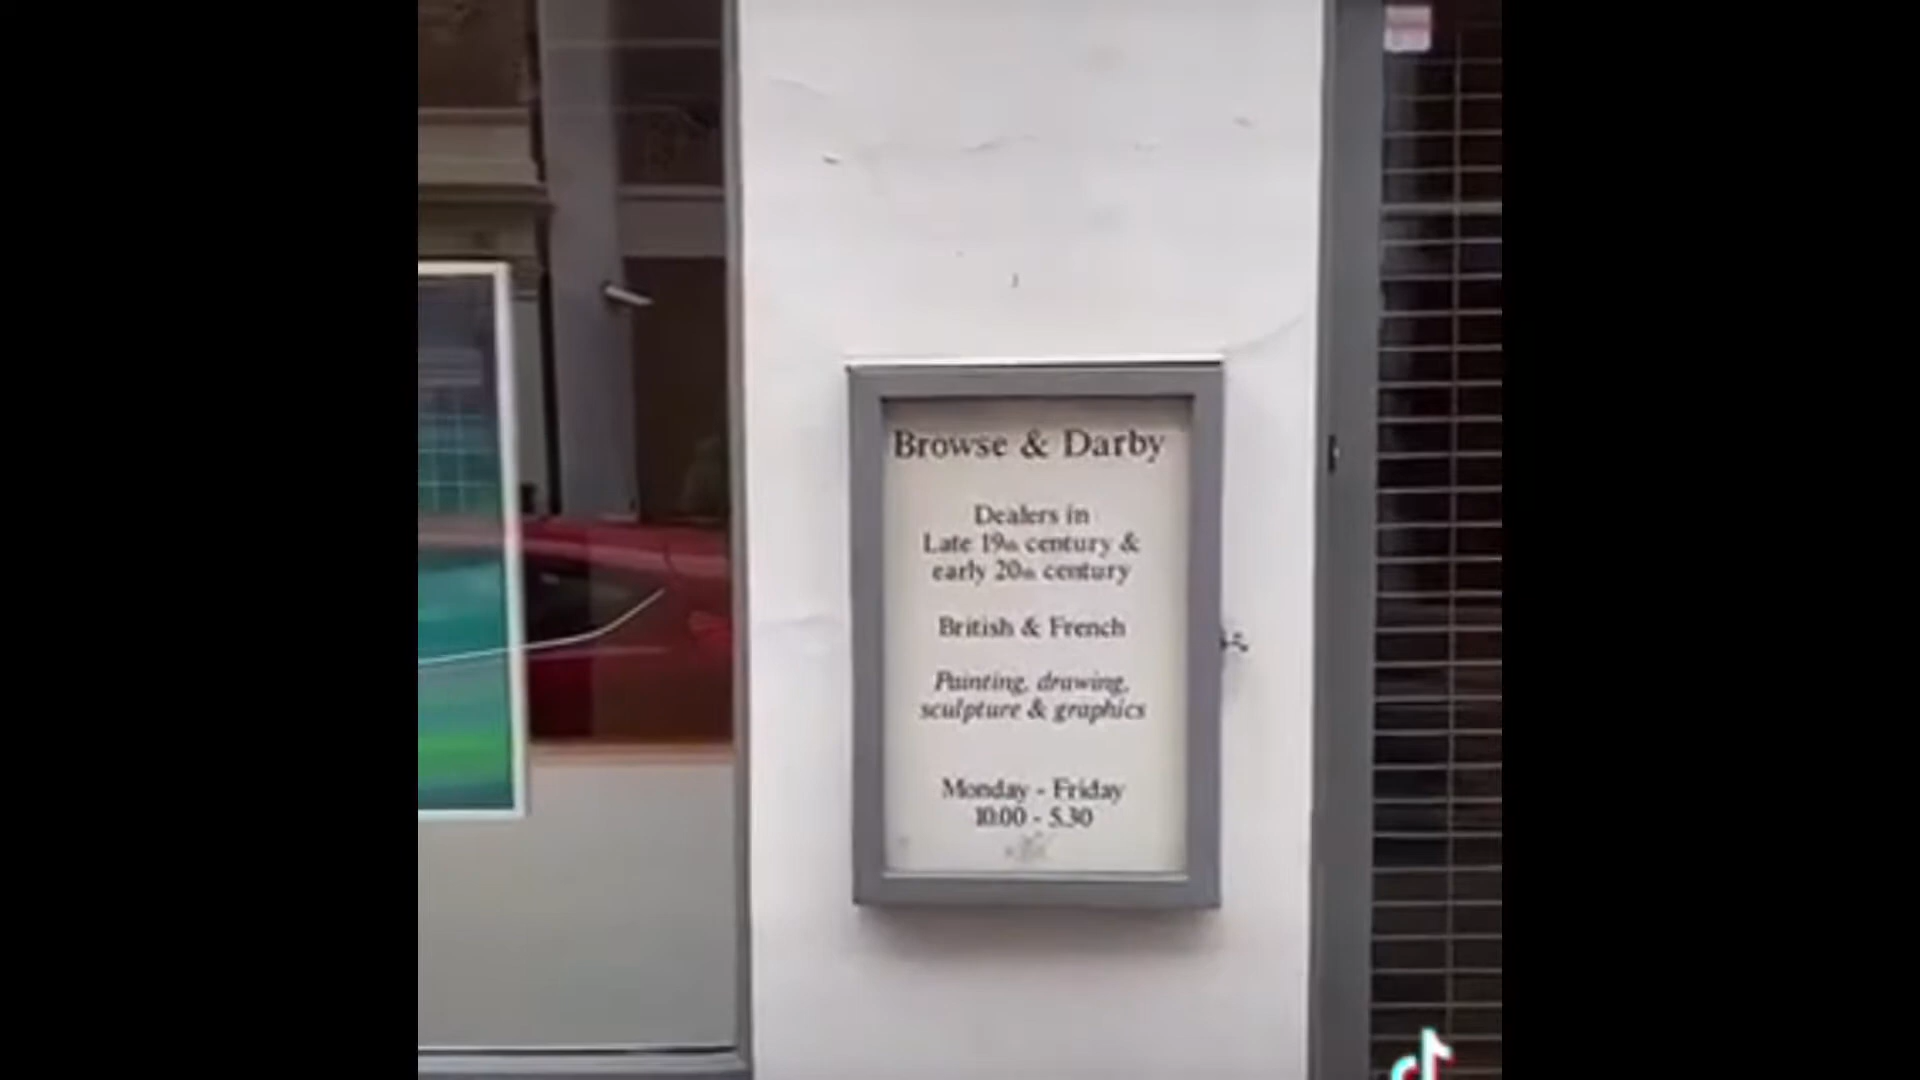 Browse & Darby
Dealers in
Late 19th century &
early 20th century
British & French
Painting, drawing,
sculpture & graphics
Monday - Friday
10.00 - 5.30